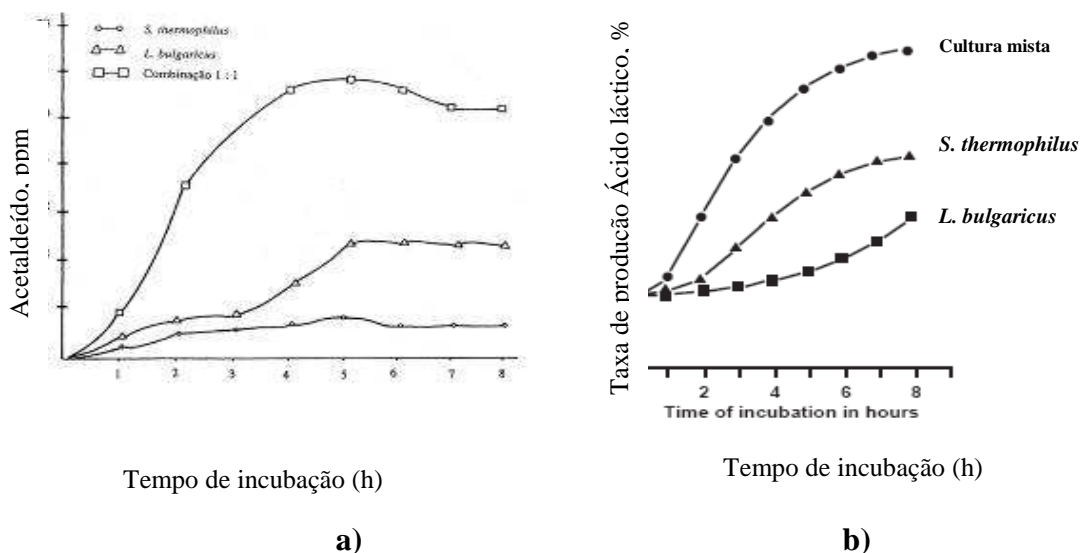 S. thermophilus
L. bulgaricus
Combinação 1 : 1
Acetaldeído, ppm
1 2 3 4 5 6 7 8
Tempo de incubação (h)
a)
Cultura mista
S. thermophilus
L. bulgaricus
Taxa de produção Ácido láctico, %
2 4 6 8
Time of incubation in hours
Tempo de incubação (h)
b)